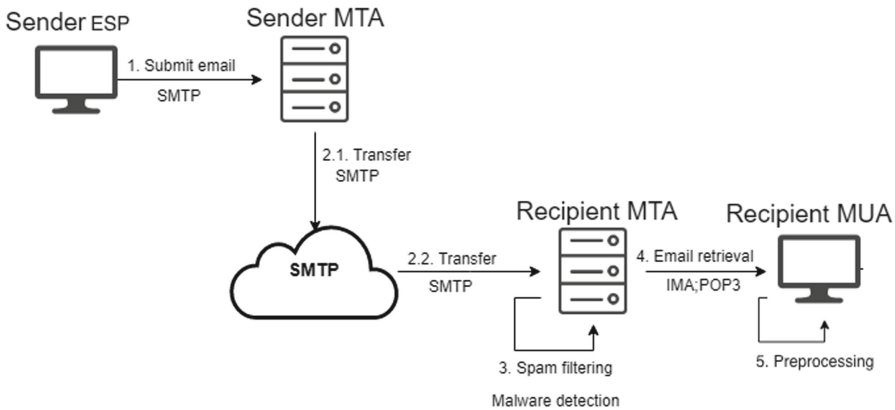 Sender ESP
Sender MTA
1. Submit email
SMTP
2.1. Transfer
SMTP
SMTP
2.2. Transfer
SMTP
Recipient MTA
3. Spam filtering
Malware detection
4. Email retrieval
IMA;POP3
Recipient MUA
5. Preprocessing